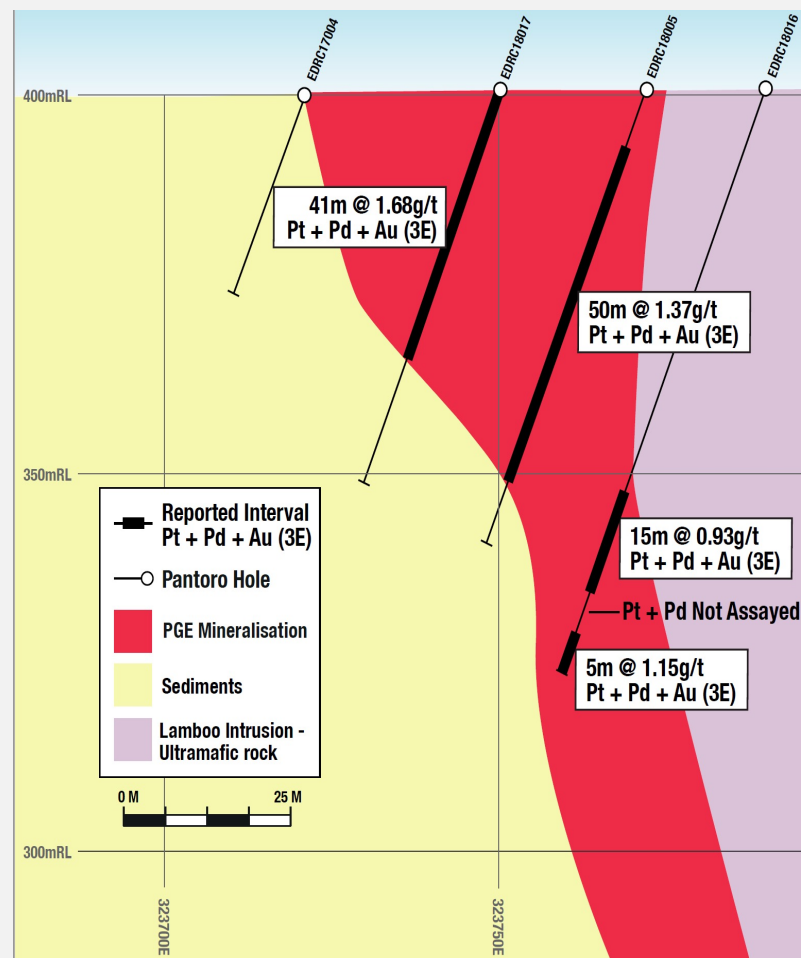 EDRC17004
EDRC18017
EDRC18005
EDRC18016
400mRL
41m @ 1.68g/t
Pt + Pd + Au (3E)
50m @ 1.37g/t
Pt + Pd + Au (3E)
350mRL
15m @ 0.93g/t
Pt + Pd + Au (3E)
Pt + Pd Not Assayed
5m @ 1.15g/t
Pt + Pd + Au (3E)
Reported Interval
Pt + Pd + Au (3E)
Pantoro Hole
PGE Mineralisation
Sediments
Lamboo Intrusion -
Ultramafic rock
0 M
25 M
300mRL
323700E
323750E